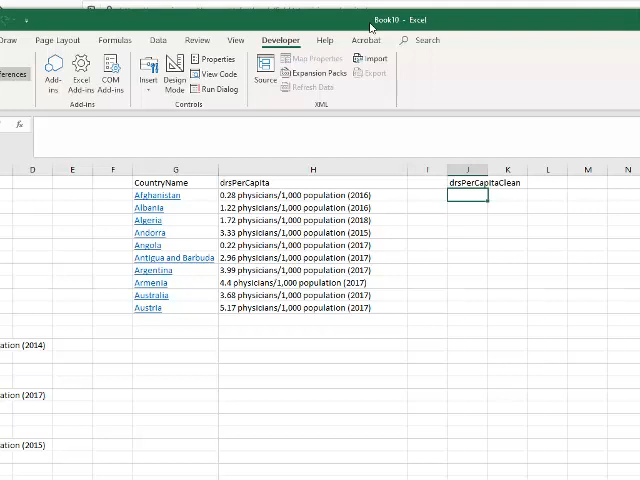 Book10 - Excel
Draw Page Layout Formulas Data Review View Developer Help Acrobat Search
ferences Add-ins Excel Add-ins COM Add-ins Insert Design Mode Properties View Code Run Dialog Source Map Properties Expansion Packs Refresh Data Import Export
Add-ins Controls XML
fx
D E F G H I J K L M N
CountryName drsPerCapita drsPerCapitaClean
Afghanistan 0.28 physicians/1,000 population (2016)
Albania 1.22 physicians/1,000 population (2016)
Algeria 1.72 physicians/1,000 population (2018)
Andorra 3.33 physicians/1,000 population (2015)
Angola 0.22 physicians/1,000 population (2017)
Antigua and Barbuda 2.96 physicians/1,000 population (2017)
Argentina 3.99 physicians/1,000 population (2017)
Armenia 4.4 physicians/1,000 population (2017)
Australia 3.68 physicians/1,000 population (2017)
Austria 5.17 physicians/1,000 population (2017)
ation (2014)
ation (2017)
ation (2015)